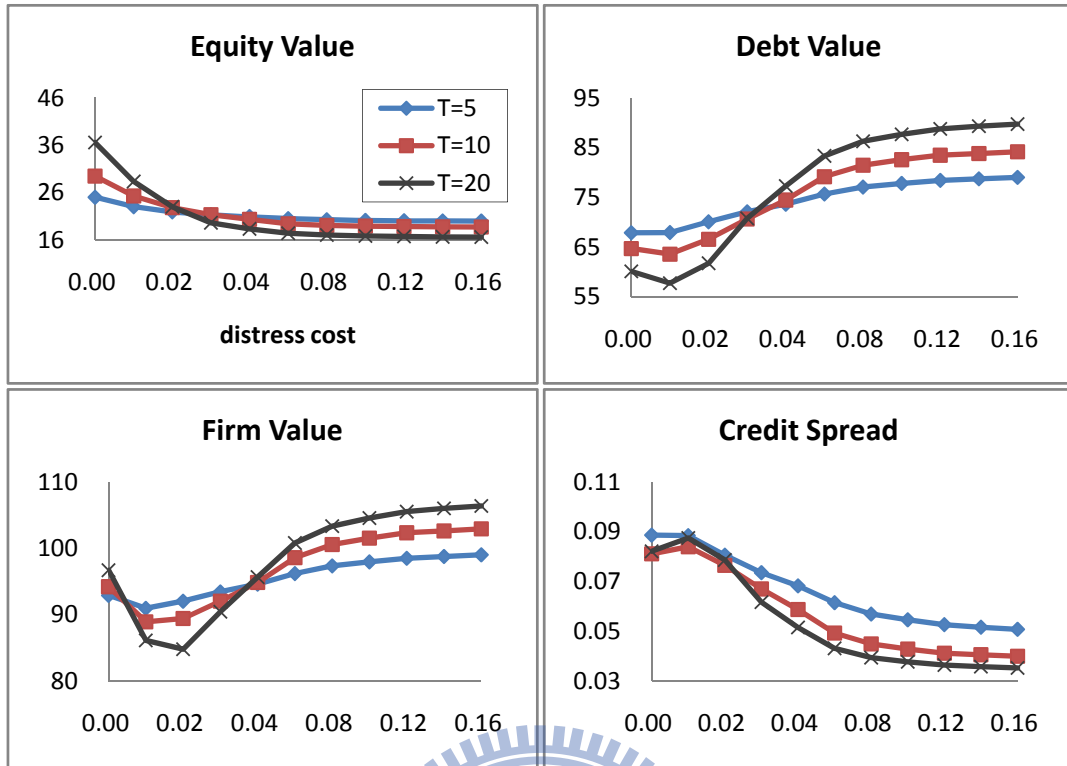 Equity Value
46
36
26
16
T=5
T=10
T=20
0.00 0.02 0.04 0.08 0.12 0.16
distress cost
Debt Value
95
85
75
65
55
0.00 0.02 0.04 0.08 0.12 0.16
Firm Value
110
100
90
80
0.00 0.02 0.04 0.08 0.12 0.16
Credit Spread
0.11
0.09
0.07
0.05
0.03
0.00 0.02 0.04 0.08 0.12 0.16